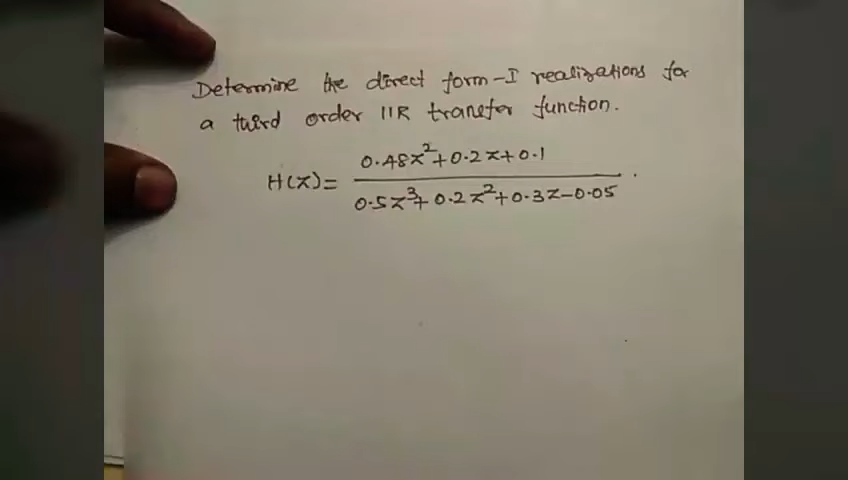 Determine the direct form-I realizations for
a third order IIR transfer function.
H(z)= 0.48z²+0.2z+0.1
0.5z³+0.2z²+0.3z-0.05.